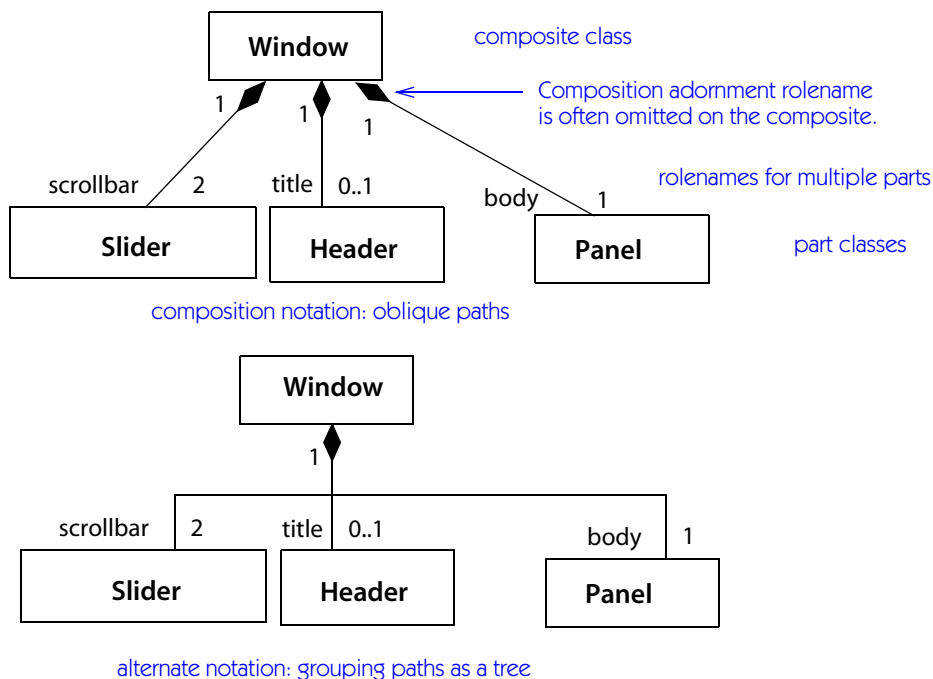 Window
composite class
Composition adornment rolename
is often omitted on the composite.
1
1
1
scrollbar
2
title
0..1
body
1
rolenames for multiple parts
Slider
Header
Panel
part classes
composition notation: oblique paths
Window
1
scrollbar
2
title
0..1
body
1
Slider
Header
Panel
alternate notation: grouping paths as a tree